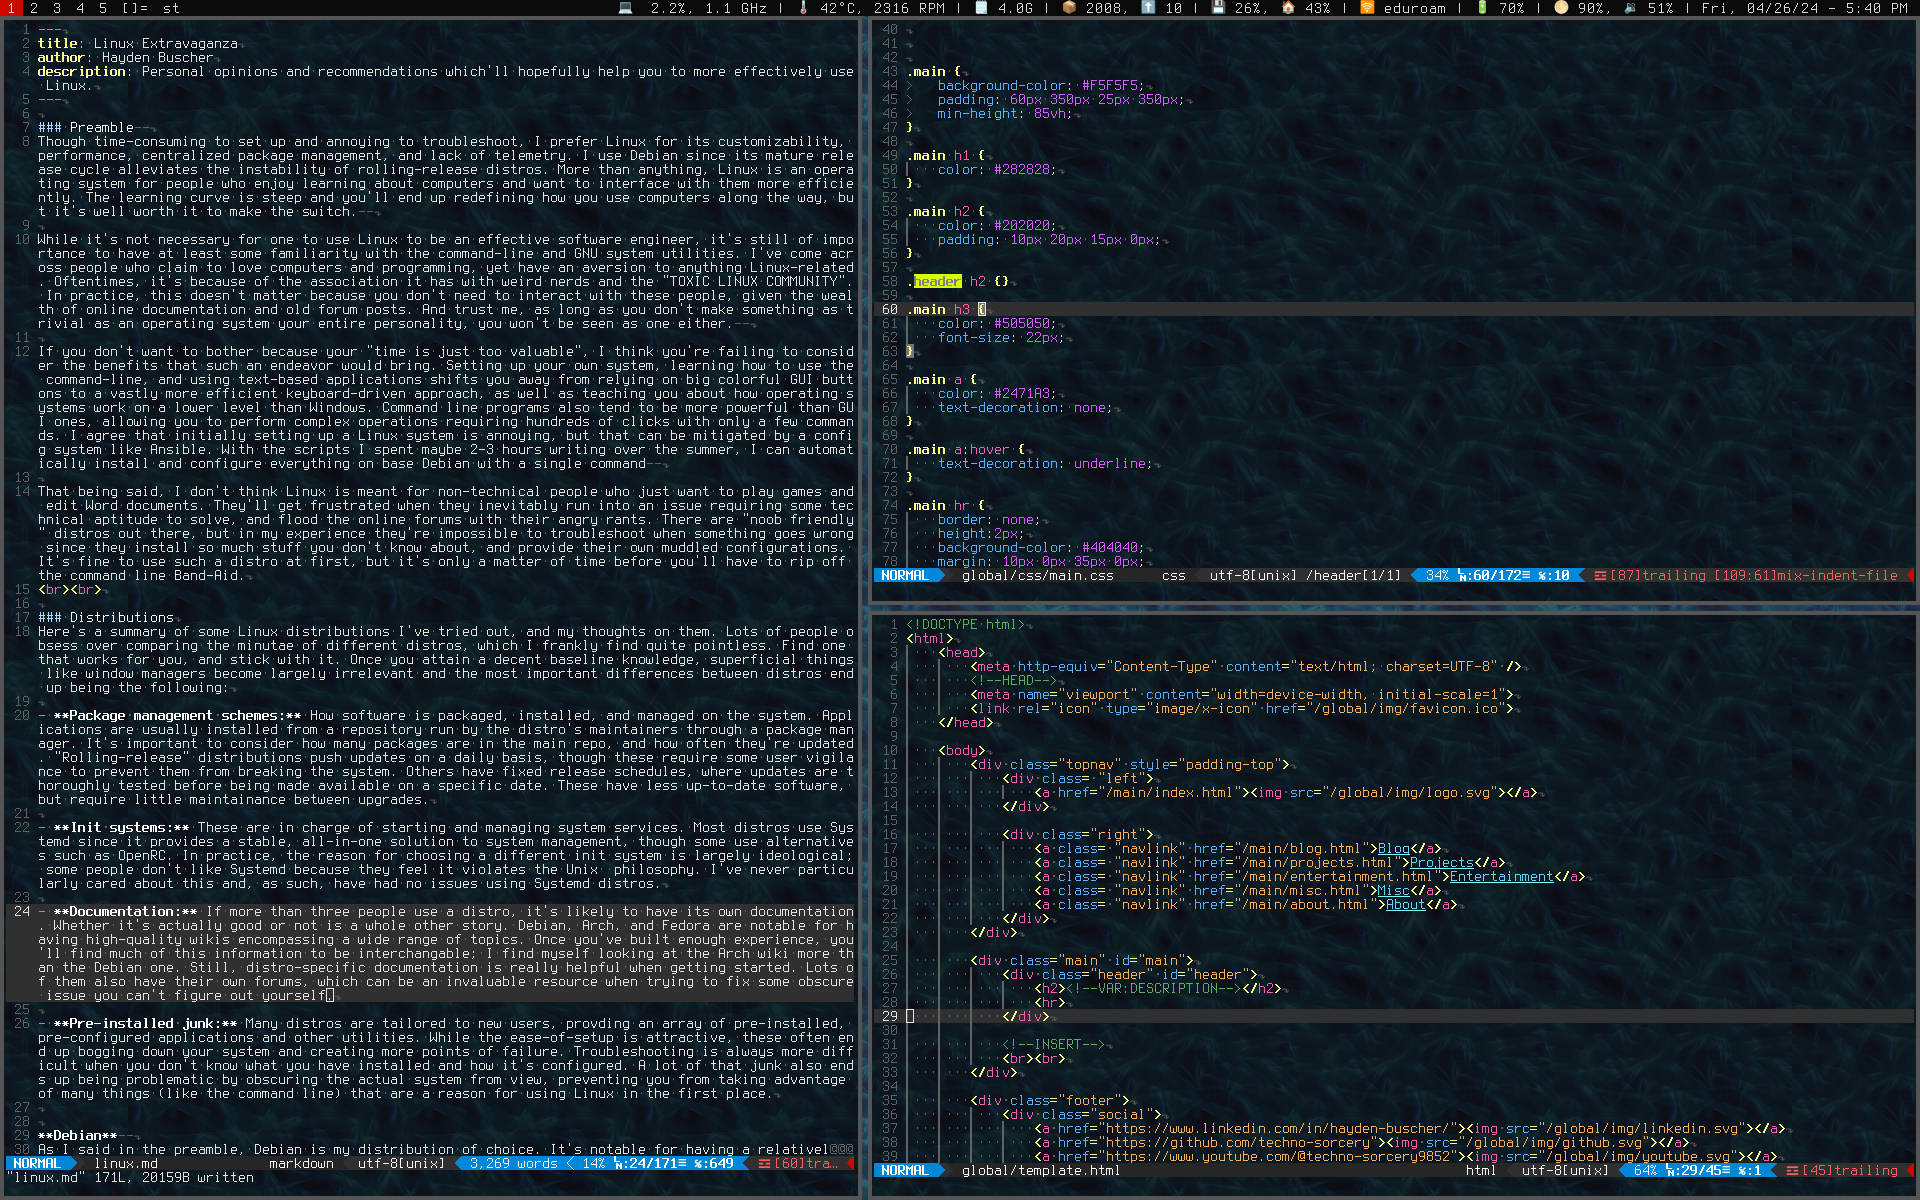 1 2 3 4 5 []= st 2.2%, 1.1 GHz | 42°C, 2316 RPM | 4.0G | 2008, 10 | 26%, 43% | eduroam | 70% | 90%, 51% | Fri, 04/26/24 - 5:40 PM
1 ---
2 title: Linux Extravaganza
3 author: Hayden Buscher
4 description: Personal opinions and recommendations which'll hopefully help you to more effectively use
Linux.
5 ---
6
7 ### Preamble
8 Though time-consuming to set up and annoying to troubleshoot, I prefer Linux for its customizability,
performance, centralized package management, and lack of telemetry. I use Debian since its mature rele
ase cycle alleviates the instability of rolling-release distros. More than anything, Linux is an opera
ting system for people who enjoy learning about computers and want to interface with them more efficie
ntly. The learning curve is steep and you'll end up redefining how you use computers along the way, bu
t it's well worth it to make the switch.
9
10 While it's not necessary for one to use Linux to be an effective software engineer, it's still of impo
rtance to have at least some familiarity with the command-line and GNU system utilities. I've come acr
oss people who claim to love computers and programming, yet have an aversion to anything Linux-related
. Oftentimes, it's because of the association it has with weird nerds and the "TOXIC LINUX COMMUNITY".
In practice, this doesn't matter because you don't need to interact with these people, given the weal
th of online documentation and old forum posts. And trust me, as long as you don't make something as t
rivial as an operating system your entire personality, you won't be seen as one either.
11
12 If you don't want to bother because your "time is just too valuable", I think you're failing to consid
er the benefits that such an endeavor would bring. Setting up your own system, learning how to use the
command-line, and using text-based applications shifts you away from relying on big colorful GUI butt
ons to a vastly more efficient keyboard-driven approach, as well as teaching you about how operating s
ystems work on a lower level than Windows. Command line programs also tend to be more powerful than GU
I ones, allowing you to perform complex operations requiring hundreds of clicks with only a few comman
ds. I agree that initially setting up a Linux system is annoying, but that can be mitigated by a confi
g system like Ansible. With the scripts I spent maybe 2-3 hours writing over the summer, I can automat
ically install and configure everything on base Debian with a single command
13
14 That being said, I don't think Linux is meant for non-technical people who just want to play games and
edit Word documents. They'll get frustrated when they inevitably run into an issue requiring some tec
hnical aptitude to solve, and flood the online forums with their angry rants. There are "noob friendly
" distros out there, but in my experience they're impossible to troubleshoot when something goes wrong
since they install so much stuff you don't know about, and provide their own muddled configurations.
It's fine to use such a distro at first, but it's only a matter of time before you'll have to rip off
the command line Band-Aid.
15 <br><br>
16
17 ### Distributions
18 Here's a summary of some Linux distributions I've tried out, and my thoughts on them. Lots of people o
bsess over comparing the minutae of different distros, which I frankly find quite pointless. Find one
that works for you, and stick with it. Once you attain a decent baseline knowledge, superficial things
like window managers become largely irrelevant and the most important differences between distros end
up being the following:
19
20 - **Package management schemes:** How software is packaged, installed, and managed on the system. Appl
ications are usually installed from a repository run by the distro's maintainers through a package man
ager. It's important to consider how many packages are in the main repo, and how often they're updated
. "Rolling-release" distributions push updates on a daily basis, though these require some user vigila
nce to prevent them from breaking the system. Others have fixed release schedules, where updates are t
horoughly tested before being made available on a specific date. These have less up-to-date software,
but require little maintainance between upgrades.
21
22 - **Init systems:** These are in charge of starting and managing system services. Most distros use Sys
temd since it provides a stable, all-in-one solution to system management, though some use alternative
s such as OpenRC. In practice, the reason for choosing a different init system is largely ideological;
some people don't like Systemd because they feel it violates the Unix philosophy. I've never particu
larly cared about this and, as such, have had no issues using Systemd distros.
23
24 - **Documentation:** If more than three people use a distro, it's likely to have its own documentation
. Whether it's actually good or not is a whole other story. Debian, Arch, and Fedora are notable for h
aving high-quality wikis encompassing a wide range of topics. Once you've built enough experience, you
'll find much of this information to be interchangable; I find myself looking at the Arch wiki more th
an the Debian one. Still, distro-specific documentation is really helpful when getting started. Lots o
f them also have their own forums, which can be an invaluable resource when trying to fix some obscure
issue you can't figure out yourself.
25
26 - **Pre-installed junk:** Many distros are tailored to new users, provding an array of pre-installed,
pre-configured applications and other utilities. While the ease-of-setup is attractive, these often en
d up bogging down your system and creating more points of failure. Troubleshooting is always more diff
icult when you don't know what you have installed and how it's configured. A lot of that junk also end
s up being problematic by obscuring the actual system from view, preventing you from taking advantage
of many things (like the command line) that are a reason for using Linux in the first place.
27
28
29 **Debian**
30 As I said in the preamble, Debian is my distribution of choice. It's notable for having a relativel@@@
NORMAL linux.md markdown utf-8[unix] 3,269 words 14% ㏑:24/171≡ ℅:649 ☲ [60]tra…
"linux.md" 171L, 20159B written
40
41
42
43 .main {
44 background-color: #F5F5F5;
45 padding: 60px 350px 25px 350px;
46 min-height: 85vh;
47 }
48
49 .main h1 {
50 color: #282828;
51 }
52
53 .main h2 {
54 color: #202020;
55 padding: 10px 20px 15px 0px;
56 }
57
58 .header h2 {}
59
60 .main h3 {
61 color: #505050;
62 font-size: 22px;
63 }
64
65 .main a {
66 color: #2471A3;
67 text-decoration: none;
68 }
69
70 .main a:hover {
71 text-decoration: underline;
72 }
73
74 .main hr {
75 border: none;
76 height:2px;
77 background-color: #404040;
78 margin: 10px 0px 35px 0px;
NORMAL global/css/main.css css utf-8[unix] /header[1/1] 34% ㏑:60/172≡ ℅:10 ☲ [87]trailing [109:61]mix-indent-file
1 <!DOCTYPE html>
2 <html>
3 <head>
4 <meta http-equiv="Content-Type" content="text/html; charset=UTF-8" />
5 <!--HEAD-->
6 <meta name="viewport" content="width=device-width, initial-scale=1">
7 <link rel="icon" type="image/x-icon" href="/global/img/favicon.ico">
8 </head>
9
10 <body>
11 <div class="topnav" style="padding-top">
12 <div class= "left">
13 <a href="/main/index.html"><img src="/global/img/logo.svg"></a>
14 </div>
15
16 <div class="right">
17 <a class= "navlink" href="/main/blog.html">Blog</a>
18 <a class= "navlink" href="/main/projects.html">Projects</a>
19 <a class= "navlink" href="/main/entertainment.html">Entertainment</a>
20 <a class= "navlink" href="/main/misc.html">Misc</a>
21 <a class= "navlink" href="/main/about.html">About</a>
22 </div>
23 </div>
24
25 <div class="main" id="main">
26 <div class="header" id="header">
27 <h2><!--VAR:DESCRIPTION--></h2>
28 <hr>
29 </div>
30
31 <!--INSERT-->
32 <br><br>
33 </div>
34
35 <div class="footer">
36 <div class="social">
37 <a href="https://www.linkedin.com/in/hayden-buscher/"><img src="/global/img/linkedin.svg"></a>
38 <a href="https://github.com/techno-sorcery"><img src="/global/img/github.svg"></a>
39 <a href="https://www.youtube.com/@techno-sorcery9852"><img src="/global/img/youtube.svg"></a>
NORMAL global/template.html html utf-8[unix] 64% ㏑:29/45≡ ℅:1 ☲ [45]trailing